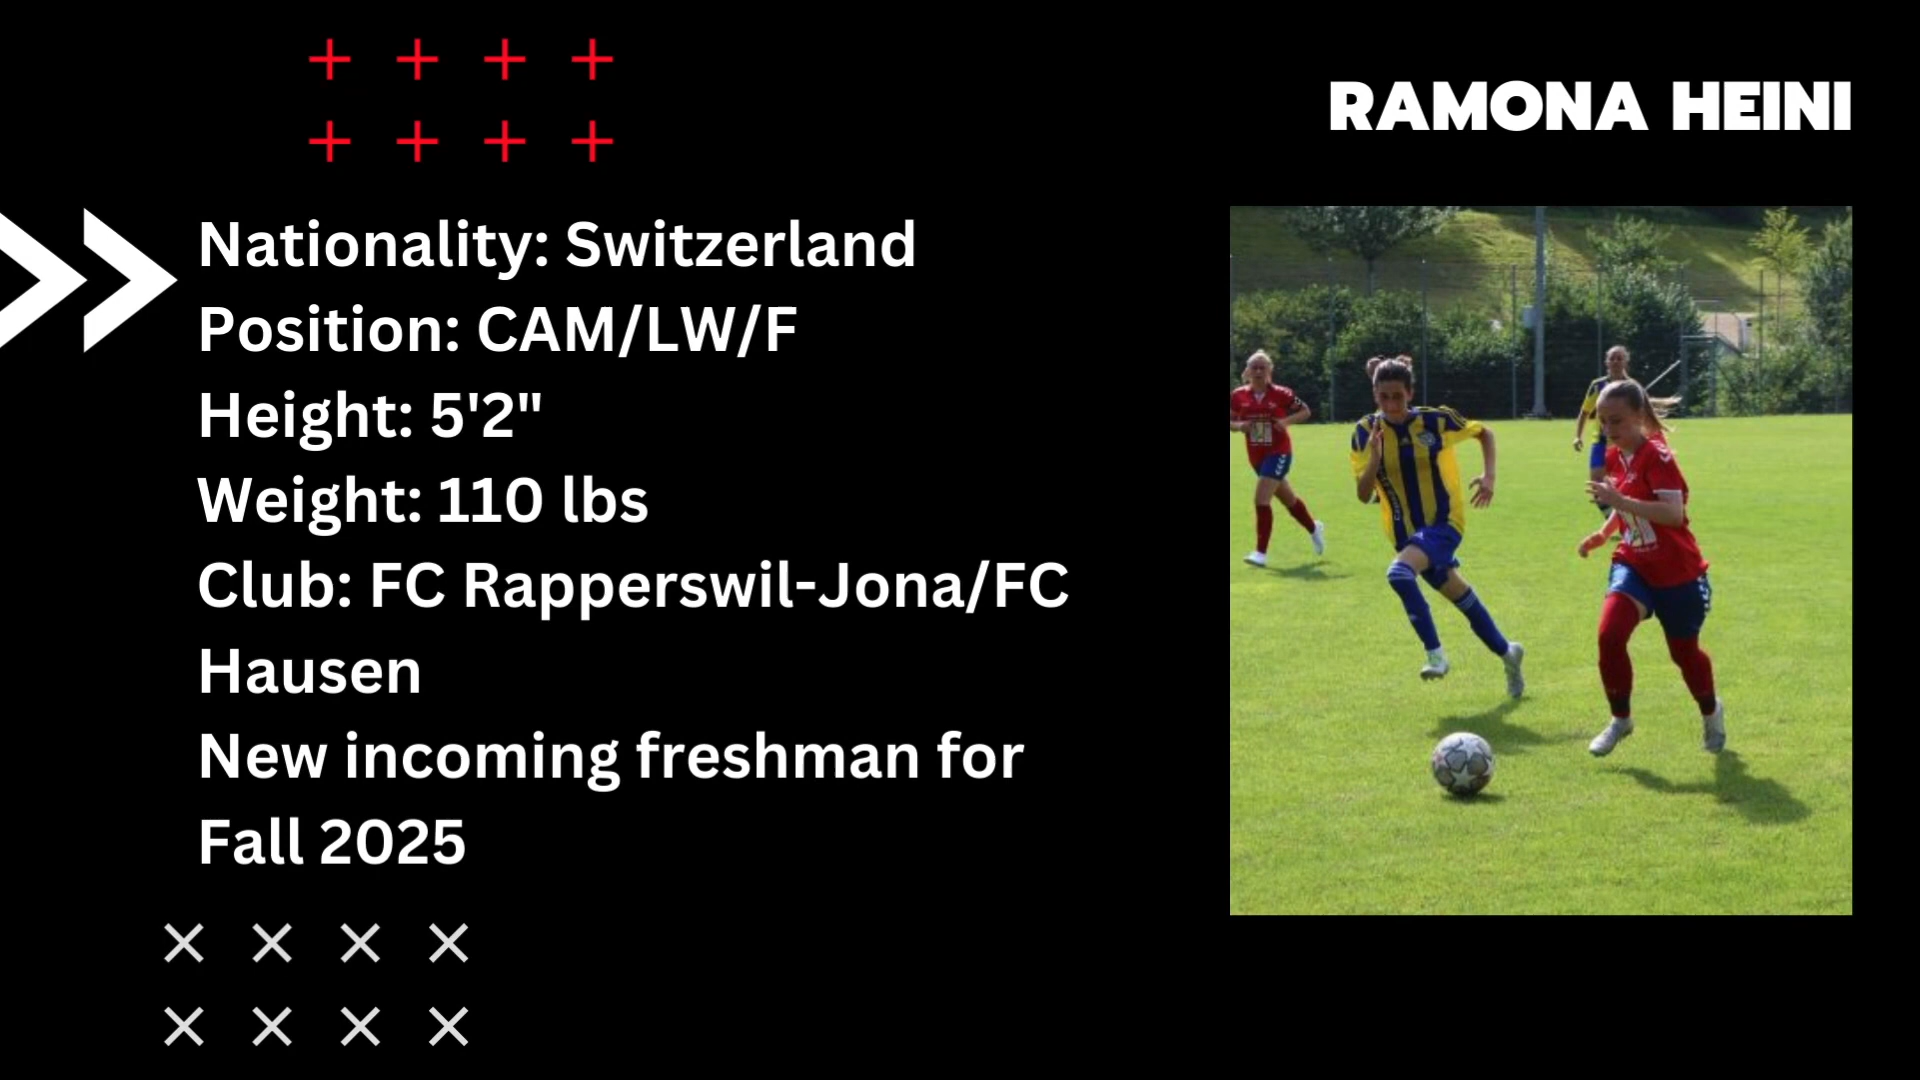 RAMONA HEINI
Nationality: Switzerland
Position: CAM/LW/F
Height: 5'2"
Weight: 110 lbs
Club: FC Rapperswil-Jona/FC
Hausen
New incoming freshman for
Fall 2025